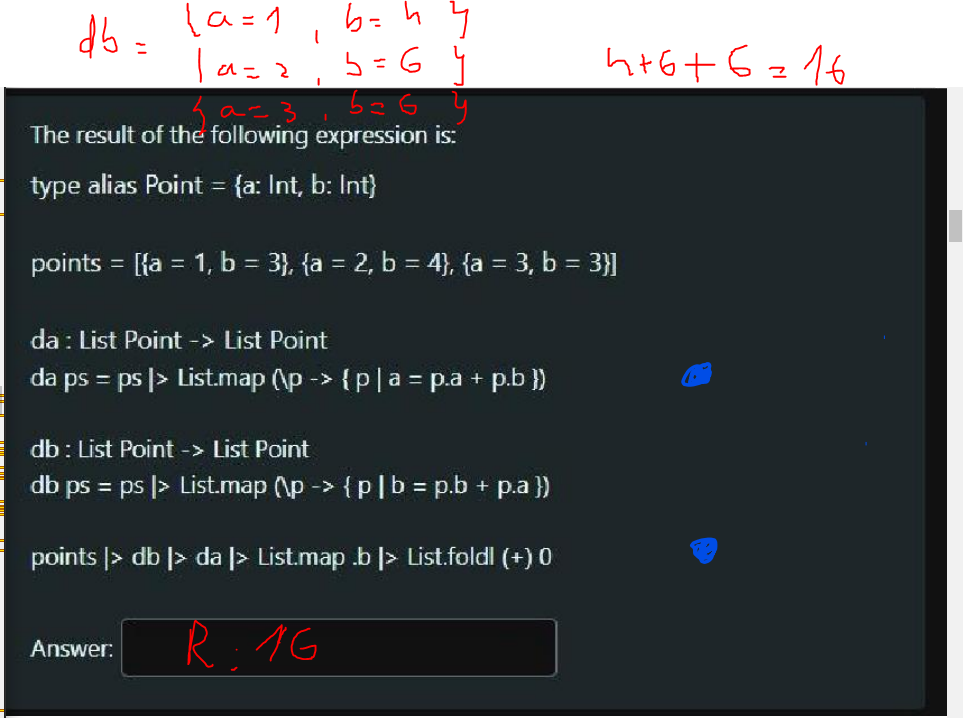 db = {a=1 , b=4 }
{a=2 , b=6 }
4+6+6=16
{a=3 , b=6 }
The result of the following expression is:
type alias Point = {a: Int, b: Int}
points = [{a = 1, b = 3}, {a = 2, b = 4}, {a = 3, b = 3}]
da : List Point -> List Point
da ps = ps |> List.map (\p -> { p | a = p.a + p.b })
db : List Point -> List Point
db ps = ps |> List.map (\p -> { p | b = p.b + p.a })
points |> db |> da |> List.map .b |> List.foldl (+) 0
Answer: R: 16